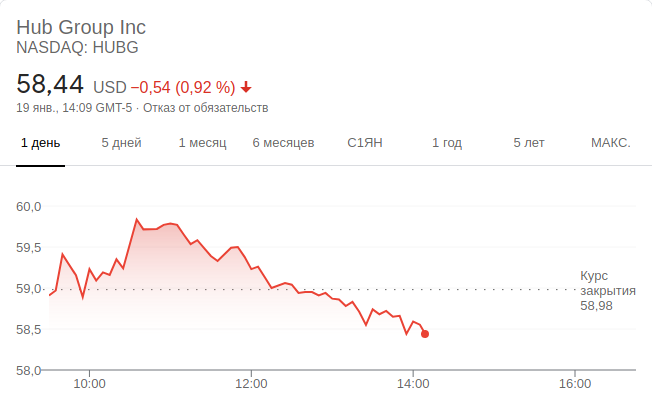 Hub Group Inc
NASDAQ: HUBG
58,44 USD −0,54 (0,92 %)
19 янв., 14:09 GMT-5 · Отказ от обязательств
1 день 5 дней 1 месяц 6 месяцев С1ЯН 1 год 5 лет МАКС.
60,0
59,5
59,0
58,5
58,0
Курс
закрытия
58,98
10:00 12:00 14:00 16:00